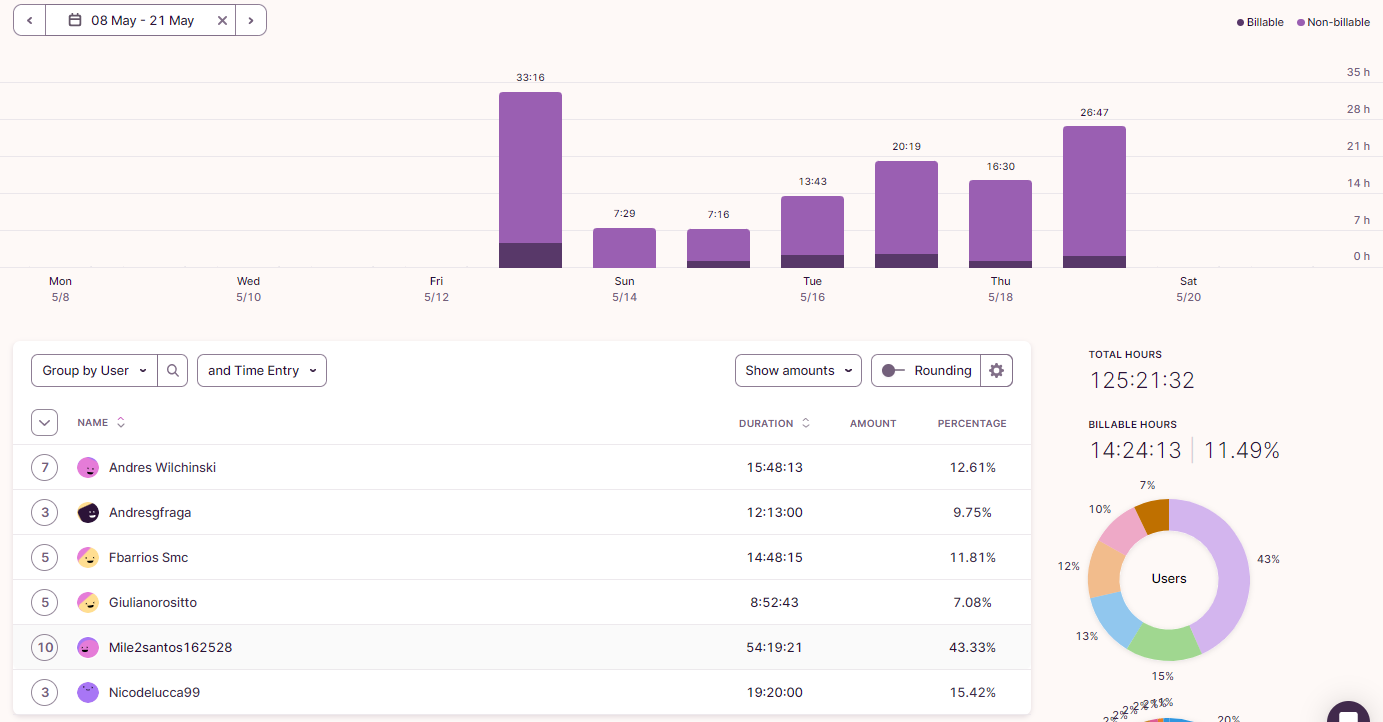 08 May - 21 May
Billable Non-billable
35 h
28 h
21 h
14 h
7 h
0 h
33:16
7:29
7:16
13:43
20:19
16:30
26:47
Mon Wed Fri Sun Tue Thu Sat
5/8 5/10 5/12 5/14 5/16 5/18 5/20
Group by User and Time Entry Show amounts Rounding
NAME DURATION AMOUNT PERCENTAGE
7 Andres Wilchinski 15:48:13 12.61%
3 Andresgfraga 12:13:00 9.75%
5 Fbarrios Smc 14:48:15 11.81%
5 Giulianorositto 8:52:43 7.08%
10 Mile2santos162528 54:19:21 43.33%
3 Nicodelucca99 19:20:00 15.42%
TOTAL HOURS
125:21:32
BILLABLE HOURS
14:24:13 11.49%
7%
10%
43%
12%
Users
13%
15%
2% 2% 2% 2% 1%
20%